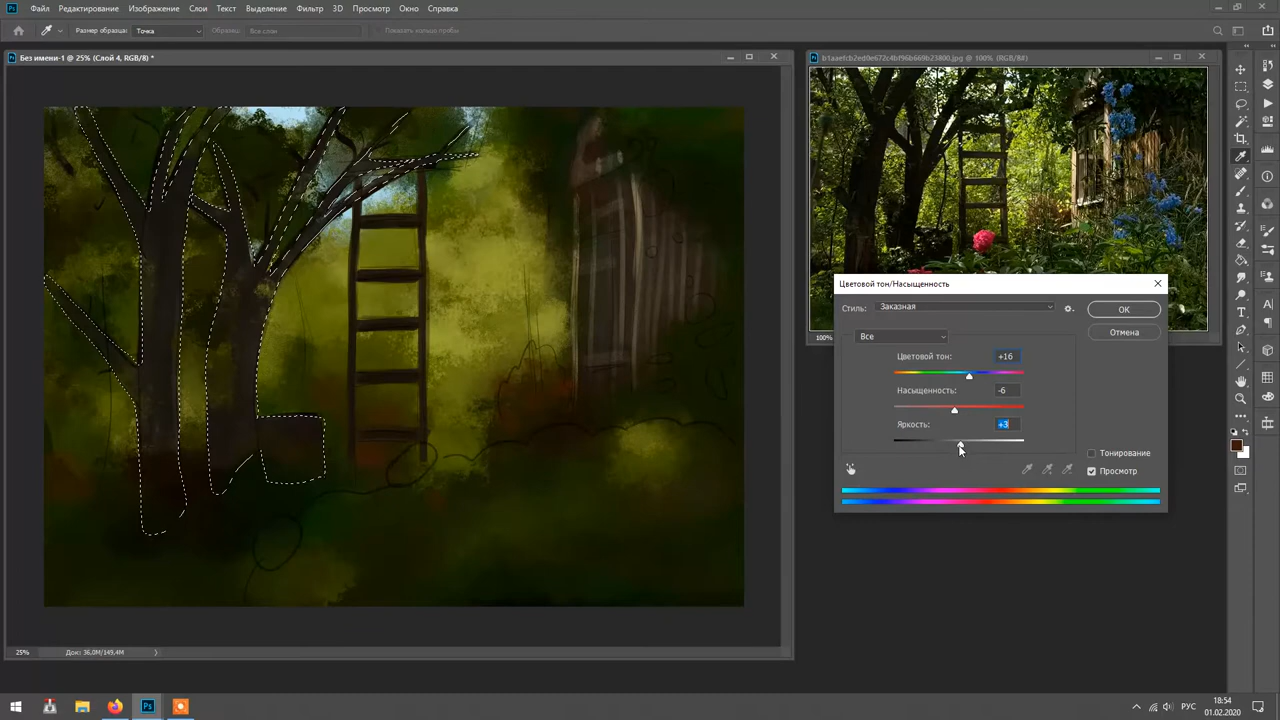 Файл Редактирование Изображение Слои Текст Выделение Фильтр 3D Просмотр Окно Справка
Размер образца: Точка Образец: Все слои Показать кольцо пробы
Без имени-1 @ 25% (Слой 4, RGB/8) *
b1aaefcb2ed0e672c4bf96b669b23800.jpg @ 100% (RGB/8#)
Цветовой тон/Насыщенность
Стиль: Заказная
OK
Отмена
Все
Цветовой тон: +16
Насыщенность: -6
Яркость: +3
Тонирование
Просмотр
100%
25% Док: 36,0M/149,4M
РУС
18:54
01.02.2020